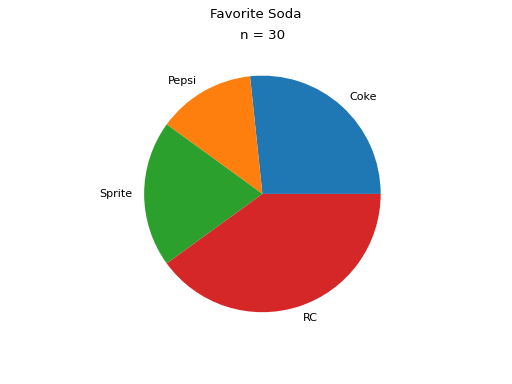 Favorite Soda
n = 30
Pepsi
Coke
Sprite
RC